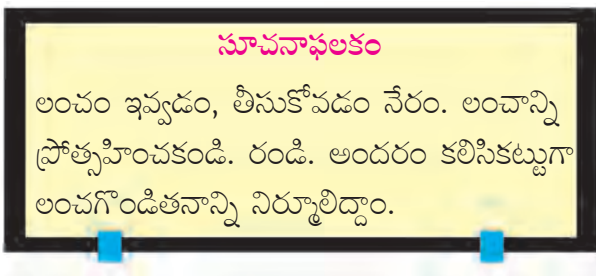 సూచనాఫలకం
లంచం ఇవ్వడం, తీసుకోవడం నేరం. లంచాన్ని
ప్రోత్సహించకండి. రండి. అందరం కలిసికట్టుగా
లంచగొండితనాన్ని నిర్మూలిద్దాం.